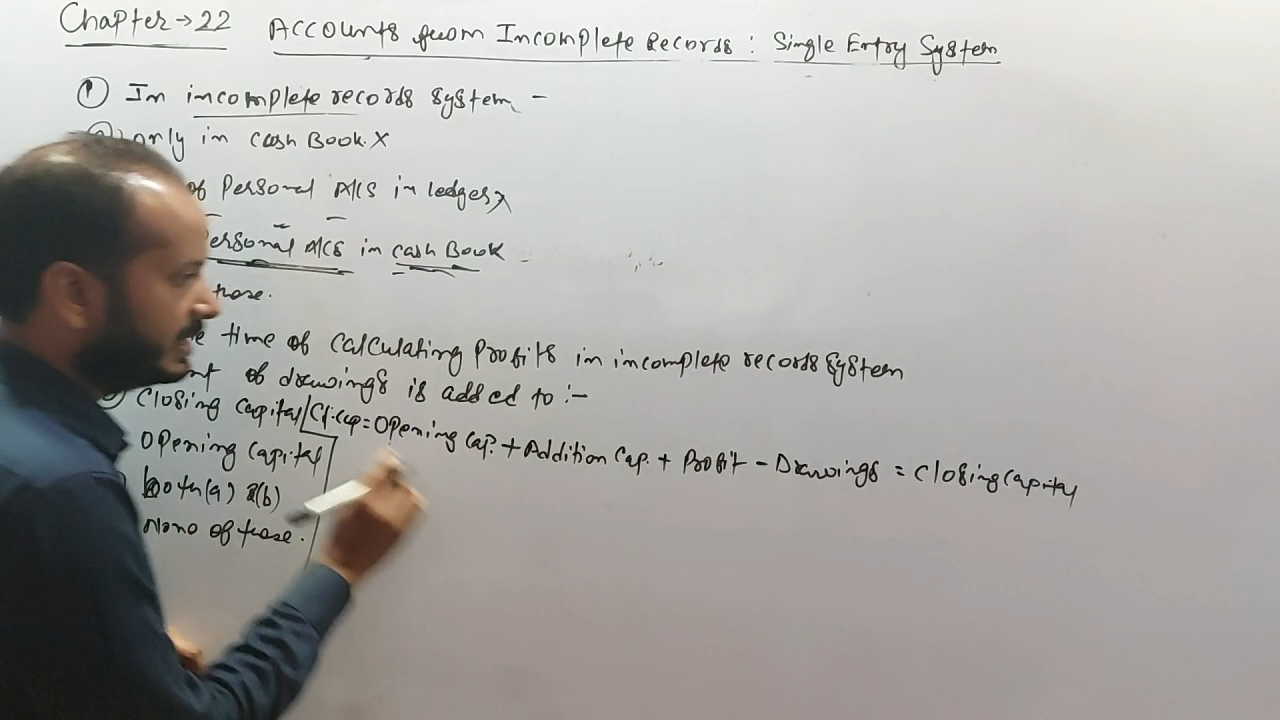 Chapter → 22 Accounts from Incomplete Records : Single Entry System
① In incomplete records system -
only in cash Book. X
of Personal A/cs in ledger X
ersonal A/cs in cash Book -
these.
e time of calculating profits in incomplete records system
nt of drawings is added to :-
Closing capital / Cl. cap = Opening Cap. + Addition Cap. + Profit - Drawings = Closing Capital
Opening Capital
both (a) & (b)
None of these.